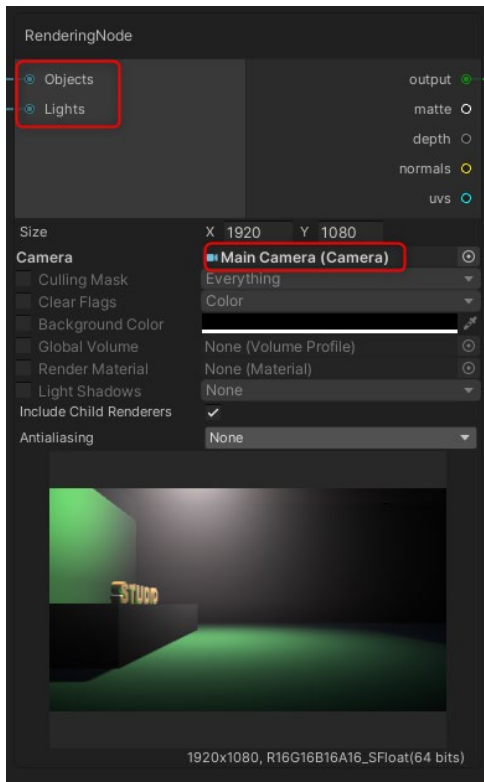 RenderingNode
Objects
output
Lights
matte
depth
normals
uvs
Size X 1920 Y 1080
Camera Main Camera (Camera)
Culling Mask Everything
Clear Flags Color
Background Color
Global Volume None (Volume Profile)
Render Material None (Material)
Light Shadows None
Include Child Renderers
Antialiasing None
STUDIO
1920x1080, R16G16B16A16_SFloat(64 bits)